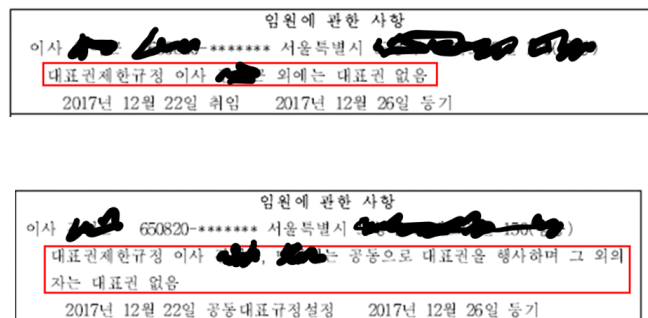 임원에 관한 사항
이사 -******* 서울특별시
대표권제한규정 이사 외에는 대표권 없음
2017년 12월 22일 취임 2017년 12월 26일 등기
임원에 관한 사항
이사 650820-******* 서울특별시
대표권제한규정 이사 , 는 공동으로 대표권을 행사하며 그 외의
자는 대표권 없음
2017년 12월 22일 공동대표규정설정 2017년 12월 26일 등기